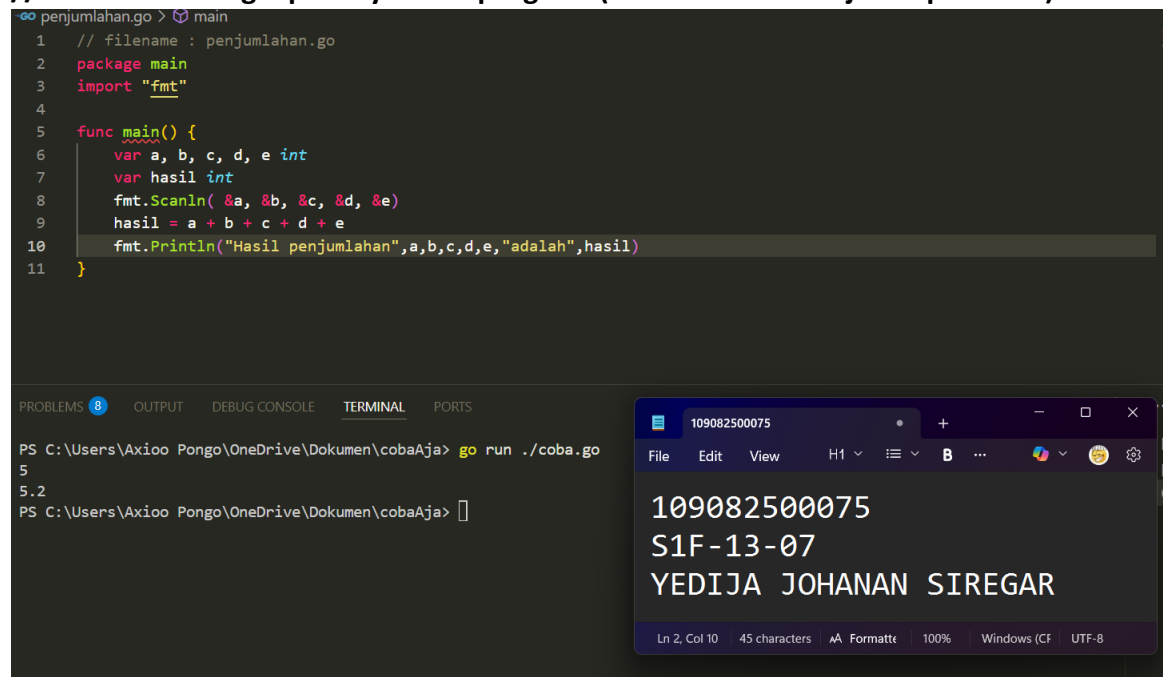 penjumlahan.go > main
1 // filename : penjumlahan.go
2 package main
3 import "fmt"
4
5 func main() {
6 var a, b, c, d, e int
7 var hasil int
8 fmt.Scanln( &a, &b, &c, &d, &e)
9 hasil = a + b + c + d + e
10 fmt.Println("Hasil penjumlahan",a,b,c,d,e,"adalah",hasil)
11 }
PROBLEMS 8 OUTPUT DEBUG CONSOLE TERMINAL PORTS
PS C:\Users\Axioo Pongo\OneDrive\Dokumen\cobaAja> go run ./coba.go
5
5.2
PS C:\Users\Axioo Pongo\OneDrive\Dokumen\cobaAja>
109082500075
File Edit View H1 B ...
109082500075
S1F-13-07
YEDIJA JOHANAN SIREGAR
Ln 2, Col 10 45 characters Formatte 100% Windows (CF UTF-8